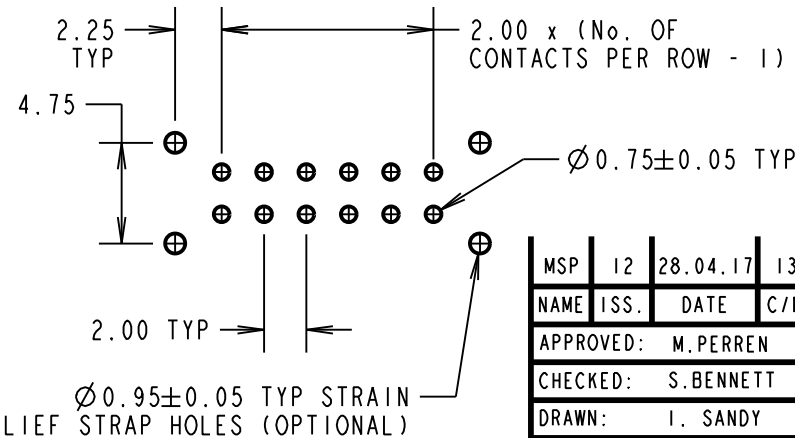 2.25
TYP
2.00 x (No. OF
CONTACTS PER ROW - 1)
4.75
Ø0.75±0.05 TYP
2.00 TYP
Ø0.95±0.05 TYP STRAIN
LIEF STRAP HOLES (OPTIONAL)
MSP 12 28.04.17 13
NAME ISS. DATE C/
APPROVED: M.PERREN
CHECKED: S.BENNETT
DRAWN: I. SANDY